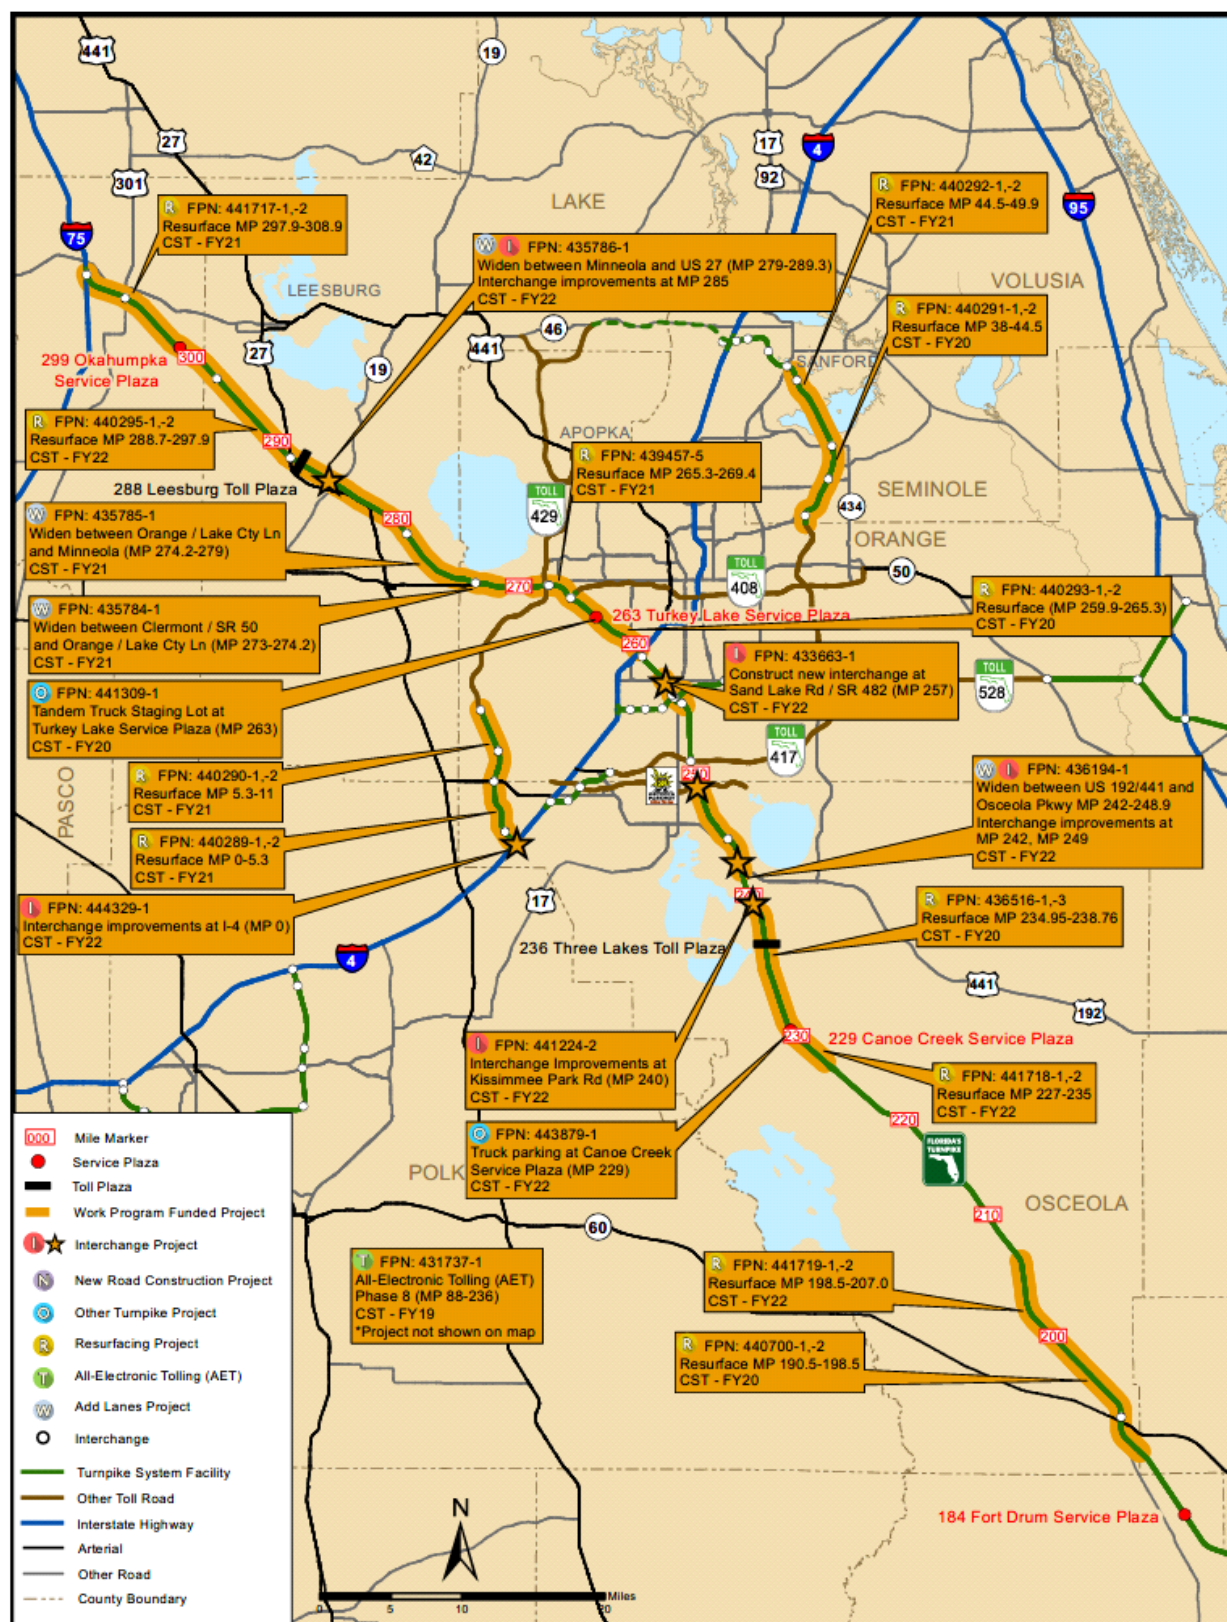 441
19
27
42
17
4
92
301
LAKE
95
R FPN: 440292-1,-2
Resurface MP 44.5-49.9
CST - FY21
R FPN: 441717-1,-2
Resurface MP 297.9-308.9
CST - FY21
75
W I FPN: 435786-1
Widen between Minneola and US 27 (MP 279-289.3)
Interchange improvements at MP 285
CST - FY22
VOLUSIA
LEESBURG
R FPN: 440291-1,-2
Resurface MP 38-44.5
CST - FY20
46
441
27
19
300
299 Okahumpka
Service Plaza
SANFORD
R FPN: 440295-1,-2
Resurface MP 288.7-297.9
CST - FY22
290
APOPKA
R FPN: 439457-5
Resurface MP 265.3-269.4
CST - FY21
288 Leesburg Toll Plaza
SEMINOLE
TOLL
429
434
280
W FPN: 435785-1
Widen between Orange / Lake Cty Ln
and Minneola (MP 274.2-279)
CST - FY21
ORANGE
TOLL
408
50
270
R FPN: 440293-1,-2
Resurface (MP 259.9-265.3)
CST - FY20
W FPN: 435784-1
Widen between Clermont / SR 50
and Orange / Lake Cty Ln (MP 273-274.2)
CST - FY21
263 Turkey Lake Service Plaza
260
I FPN: 433663-1
Construct new interchange at
Sand Lake Rd / SR 482 (MP 257)
CST - FY22
TOLL
528
O FPN: 441309-1
Tandem Truck Staging Lot at
Turkey Lake Service Plaza (MP 263)
CST - FY20
TOLL
417
R FPN: 440290-1,-2
Resurface MP 5.3-11
CST - FY21
250
W I FPN: 436194-1
Widen between US 192/441 and
Osceola Pkwy MP 242-248.9
Interchange improvements at
MP 242, MP 249
CST - FY22
PASCO
R FPN: 440289-1,-2
Resurface MP 0-5.3
CST - FY21
I FPN: 444329-1
Interchange improvements at I-4 (MP 0)
CST - FY22
17
240
R FPN: 436516-1,-3
Resurface MP 234.95-238.76
CST - FY20
236 Three Lakes Toll Plaza
4
441
192
230
229 Canoe Creek Service Plaza
I FPN: 441224-2
Interchange Improvements at
Kissimmee Park Rd (MP 240)
CST - FY22
R FPN: 441718-1,-2
Resurface MP 227-235
CST - FY22
220
O FPN: 443879-1
Truck parking at Canoe Creek
Service Plaza (MP 229)
CST - FY22
FLORIDA'S
TURNPIKE
POLK
OSCEOLA
210
60
T FPN: 431737-1
All-Electronic Tolling (AET)
Phase 8 (MP 88-236)
CST - FY19
*Project not shown on map
R FPN: 441719-1,-2
Resurface MP 198.5-207.0
CST - FY22
200
R FPN: 440700-1,-2
Resurface MP 190.5-198.5
CST - FY20
184 Fort Drum Service Plaza
000 Mile Marker
Service Plaza
Toll Plaza
Work Program Funded Project
I Interchange Project
N New Road Construction Project
O Other Turnpike Project
R Resurfacing Project
T All-Electronic Tolling (AET)
W Add Lanes Project
Interchange
Turnpike System Facility
Other Toll Road
Interstate Highway
Arterial
Other Road
County Boundary
N
Miles
0 5 10 20